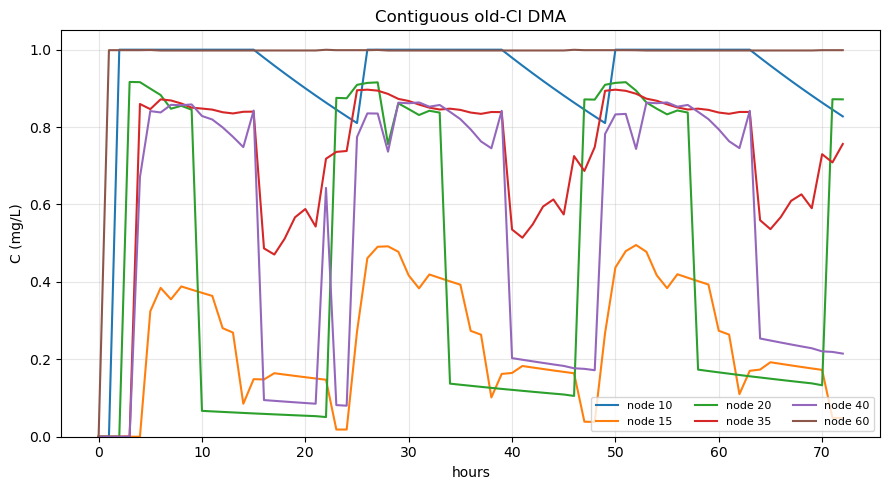 Contiguous old-Cl DMA
C (mg/L)
1.0
0.8
0.6
0.4
0.2
0.0
0 10 20 30 40 50 60 70
hours
node 10 node 20 node 40
node 15 node 35 node 60